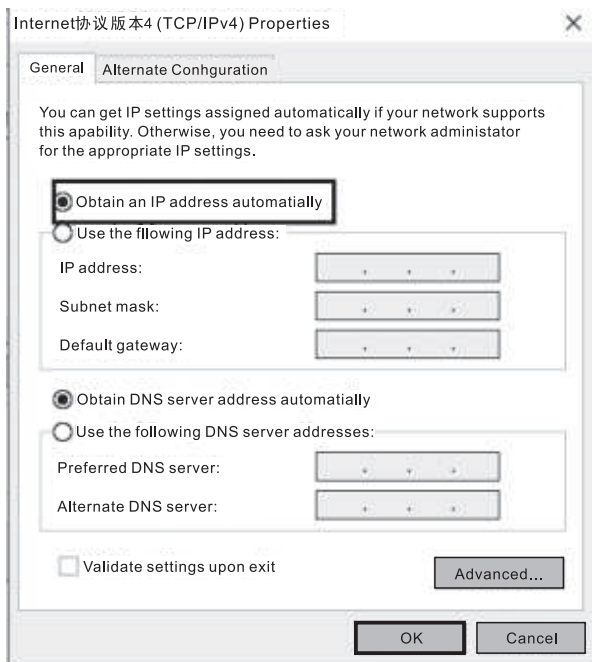 Internet协议版本4 (TCP/IPv4) Properties
General
Alternate Conhguration
You can get IP settings assigned automatically if your network supports
this apability. Otherwise, you need to ask your network administator
for the appropriate IP settings.
Obtain an IP address automatially
Use the fllowing IP address:
IP address:
Subnet mask:
Default gateway:
Obtain DNS server address automatially
Use the following DNS server addresses:
Preferred DNS server:
Alternate DNS server:
Validate settings upon exit
Advanced...
OK
Cancel